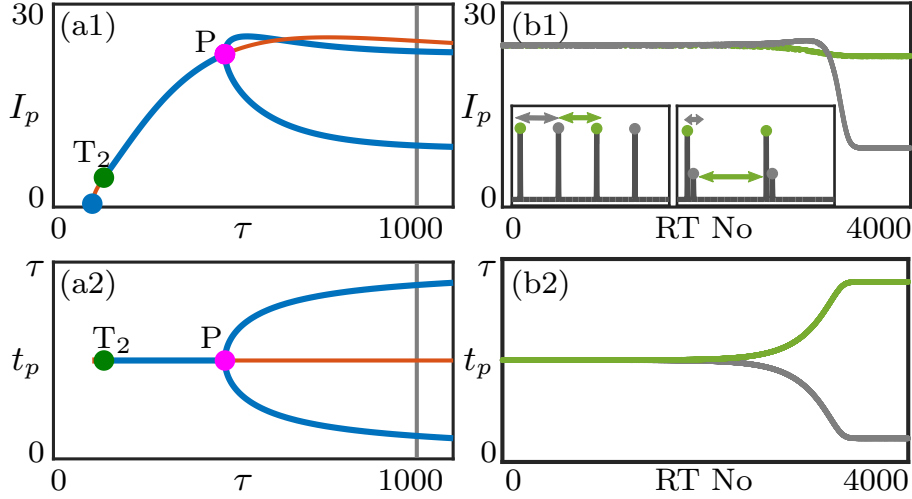 30
(a1)
P
I_p
T_2
0
0
τ
1000
30
(b1)
I_p
0
0
RT No
4000
τ
(a2)
T_2
P
t_p
0
0
τ
1000
τ
(b2)
t_p
0
0
RT No
4000